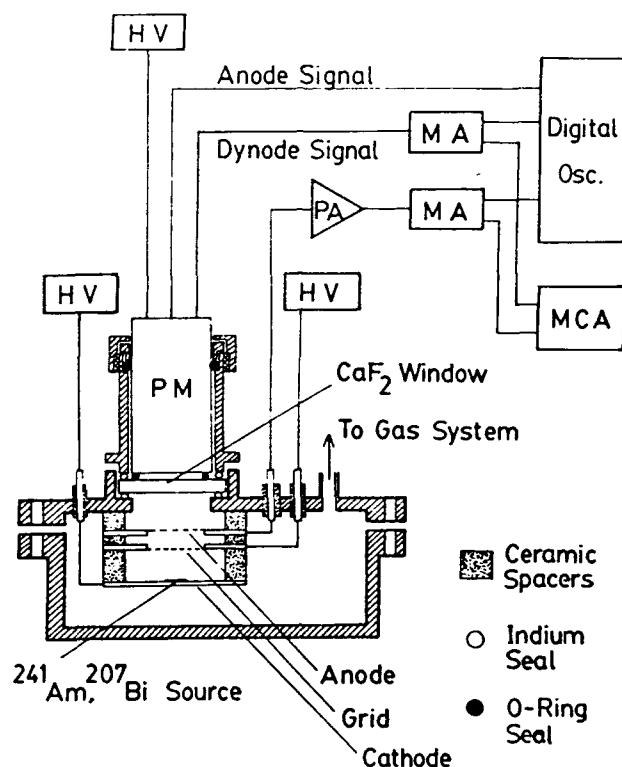 HV
Anode Signal
Digital
Osc.
MA
Dynode Signal
PA
MA
HV
HV
MCA
PM
CaF2 Window
To Gas System
Ceramic
Spacers
Indium
Seal
O-Ring
Seal
241Am, 207Bi Source
Anode
Grid
Cathode